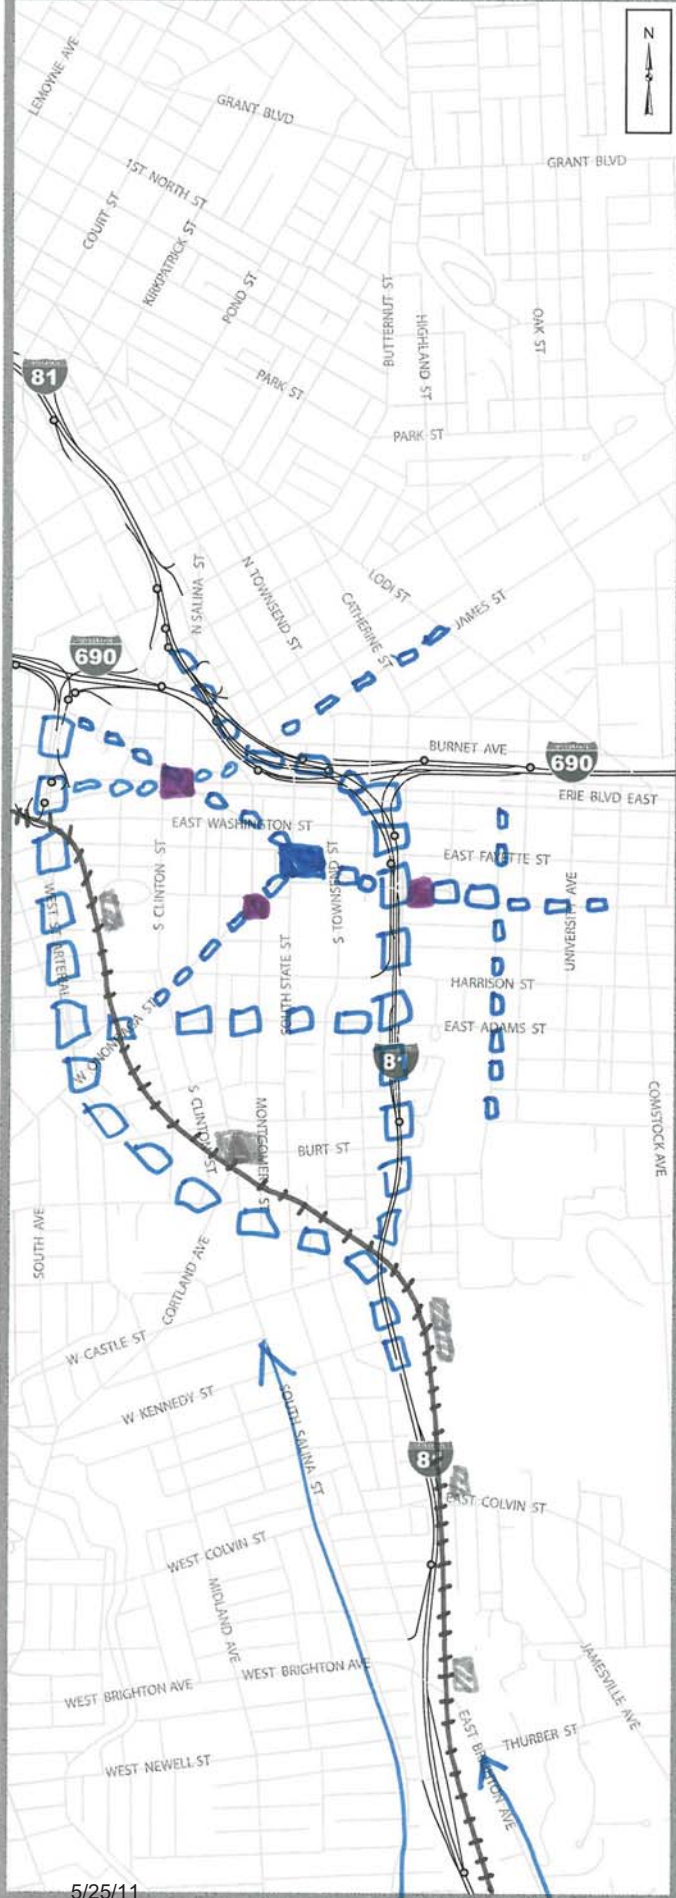 N
LEMOYNE AVE
GRANT BLVD
GRANT BLVD
1ST NORTH ST
COURT ST
KIRKPATRICK ST
POND ST
BUTTERNUT ST
HIGHLAND ST
OAK ST
81
PARK ST
PARK ST
N SALINA ST
N TOWNSEND ST
LODI ST
CATHERINE ST
JAMES ST
690
BURNET AVE
690
ERIE BLVD EAST
EAST WASHINGTON ST
EAST FAYETTE ST
S CLINTON ST
S TOWNSEND ST
UNIVERSITY AVE
WEST ST ARTERIAL
SOUTH STATE ST
HARRISON ST
EAST ADAMS ST
W ONONDAGA ST
81
S CLINTON ST
MONTGOMERY ST
BURT ST
COMSTOCK AVE
SOUTH AVE
CORTLAND AVE
W CASTLE ST
W KENNEDY ST
SOUTH SALINA ST
81
EAST COLVIN ST
WEST COLVIN ST
MIDLAND AVE
WEST BRIGHTON AVE
WEST BRIGHTON AVE
JAMESVILLE AVE
EAST BRIGHTON AVE
THURBER ST
WEST NEWELL ST
5/25/11